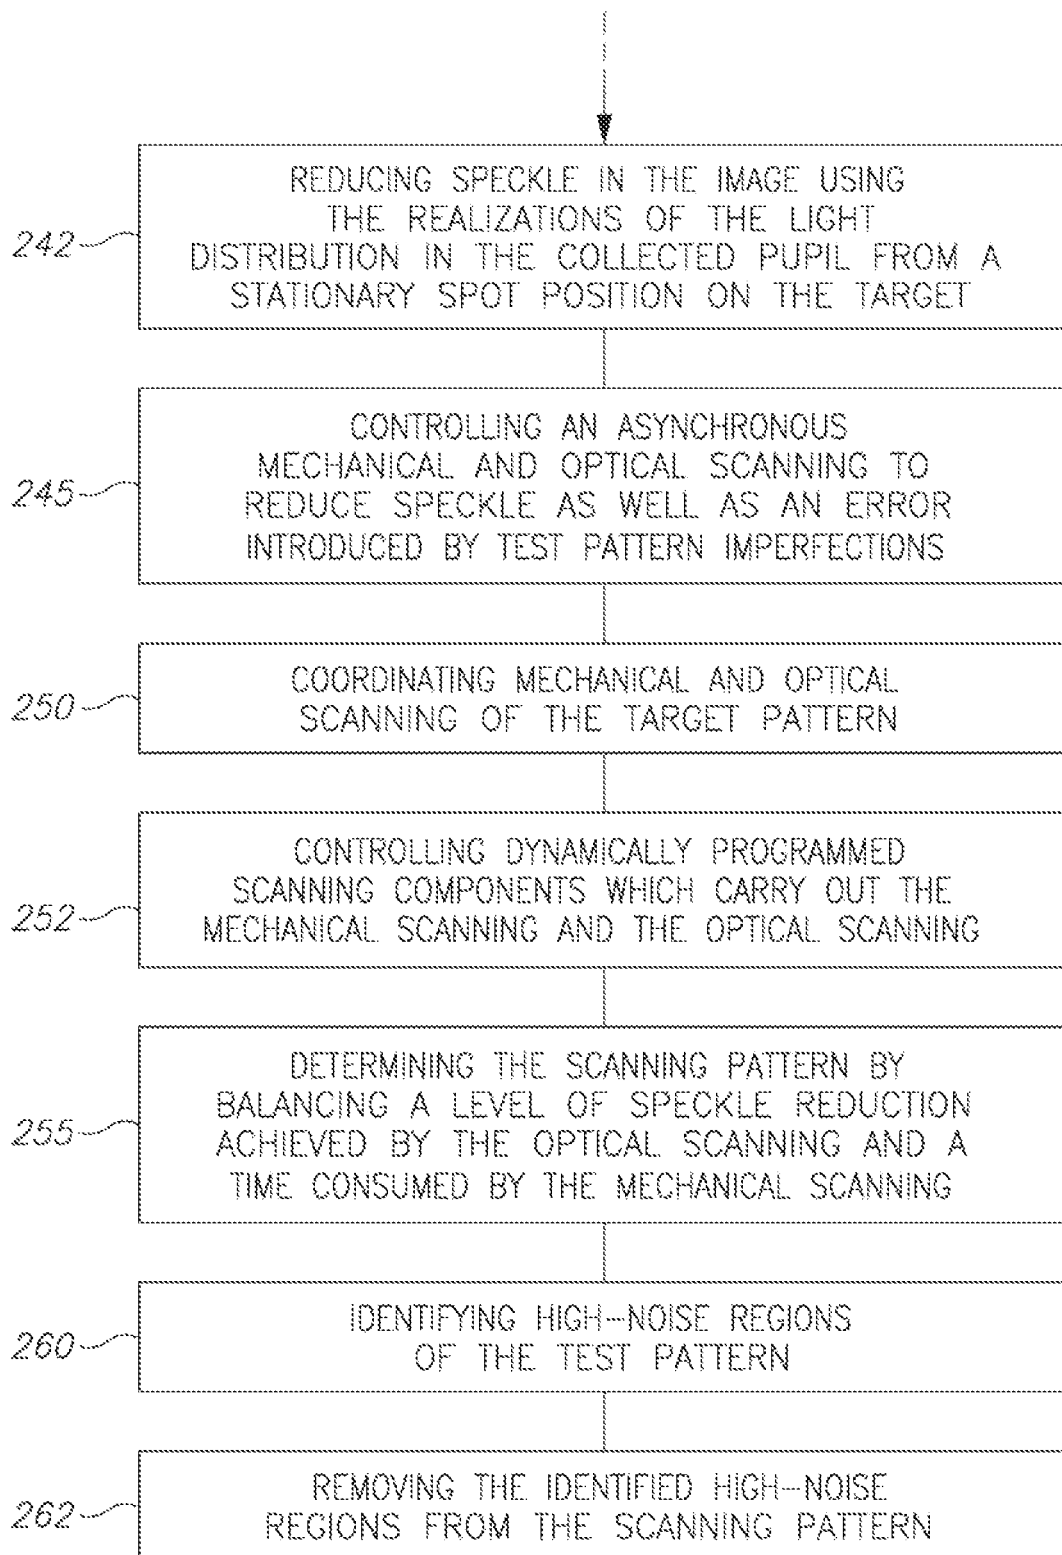 REDUCING SPECKLE IN THE IMAGE USING
THE REALIZATIONS OF THE LIGHT
242
DISTRIBUTION IN THE COLLECTED PUPIL FROM A
STATIONARY SPOT POSITION ON THE TARGET
CONTROLLING AN ASYNCHRONOUS
MECHANICAL AND OPTICAL SCANNING TO
245
REDUCE SPECKLE AS WELL AS AN ERROR
INTRODUCED BY TEST PATTERN IMPERFECTIONS
COORDINATING MECHANICAL AND OPTICAL
250
SCANNING OF THE TARGET PATTERN
CONTROLLING DYNAMICALLY PROGRAMMED
SCANNING COMPONENTS WHICH CARRY OUT THE
252
MECHANICAL SCANNING AND THE OPTICAL SCANNING
DETERMINING THE SCANNING PATTERN BY
BALANCING A LEVEL OF SPECKLE REDUCTION
255
ACHIEVED BY THE OPTICAL SCANNING AND A
TIME CONSUMED BY THE MECHANICAL SCANNING
IDENTIFYING HIGH-NOISE REGIONS
260
OF THE TEST PATTERN
REMOVING THE IDENTIFIED HIGH-NOISE
262
REGIONS FROM THE SCANNING PATTERN